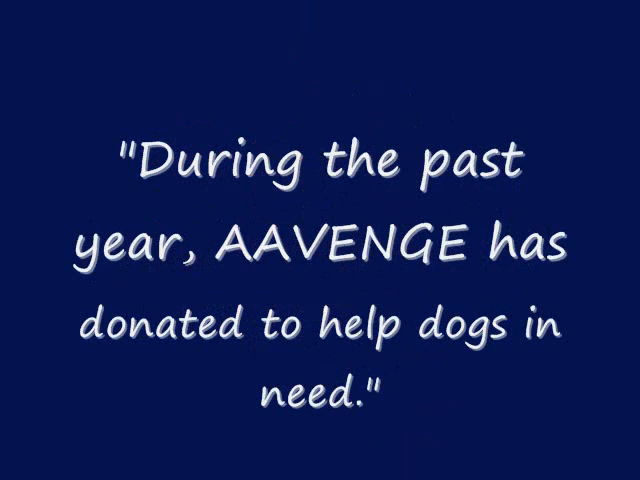 "During the past
year, AAVENGE has
donated to help dogs in
need."